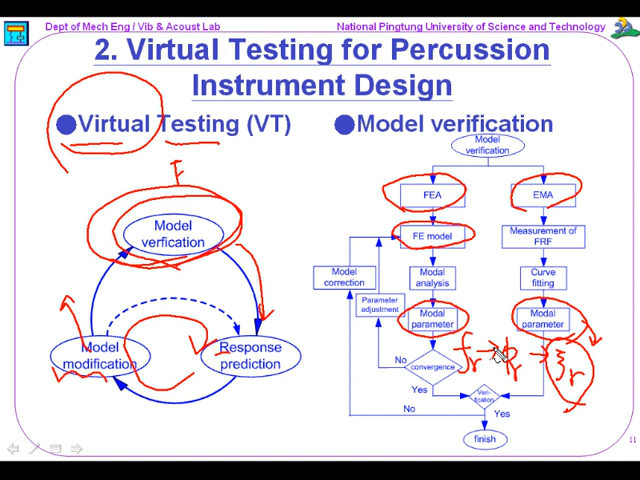 Dept of Mech Eng / Vib & Acoust Lab
National Pingtung University of Science and Technology
2. Virtual Testing for Percussion
Instrument Design
●Virtual Testing (VT)
●Model verification
Model
verfication
Model
modification
Response
prediction
Model
verification
FEA
EMA
FE model
Measurement of
FRF
Model
correction
Parameter
adjustment
Modal
analysis
Curve
fitting
Modal
parameter
Modal
parameter
No
convergence
Yes
Veri-
fication
No
Yes
finish
11